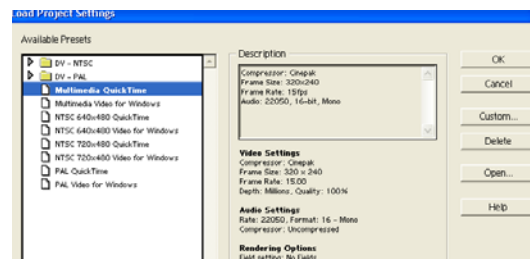 Load Project Settings
Available Presets
DV - NTSC
DV - PAL
Multimedia QuickTime
Multimedia Video for Windows
NTSC 640x480 QuickTime
NTSC 640x480 Video for Windows
NTSC 720x480 QuickTime
NTSC 720x480 Video for Windows
PAL QuickTime
PAL Video for Windows
Description
Compressor: Cinepak
Frame Size: 320x240
Frame Rate: 15fps
Audio: 22050, 16-bit, Mono
Video Settings
Compressor: Cinepak
Frame Size: 320 x 240
Frame Rate: 15.00
Depth: Millions, Quality: 100%
Audio Settings
Rate: 22050, Format: 16 - Mono
Compressor: Uncompressed
Rendering Options
Field setting: No Fields
OK
Cancel
Custom...
Delete
Open...
Help